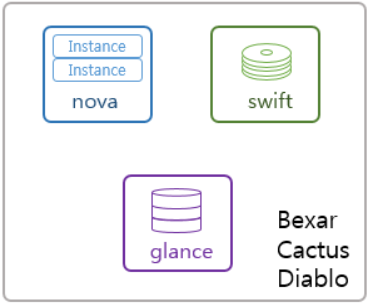 Instance
Instance
nova
swift
glance
Bexar
Cactus
Diablo